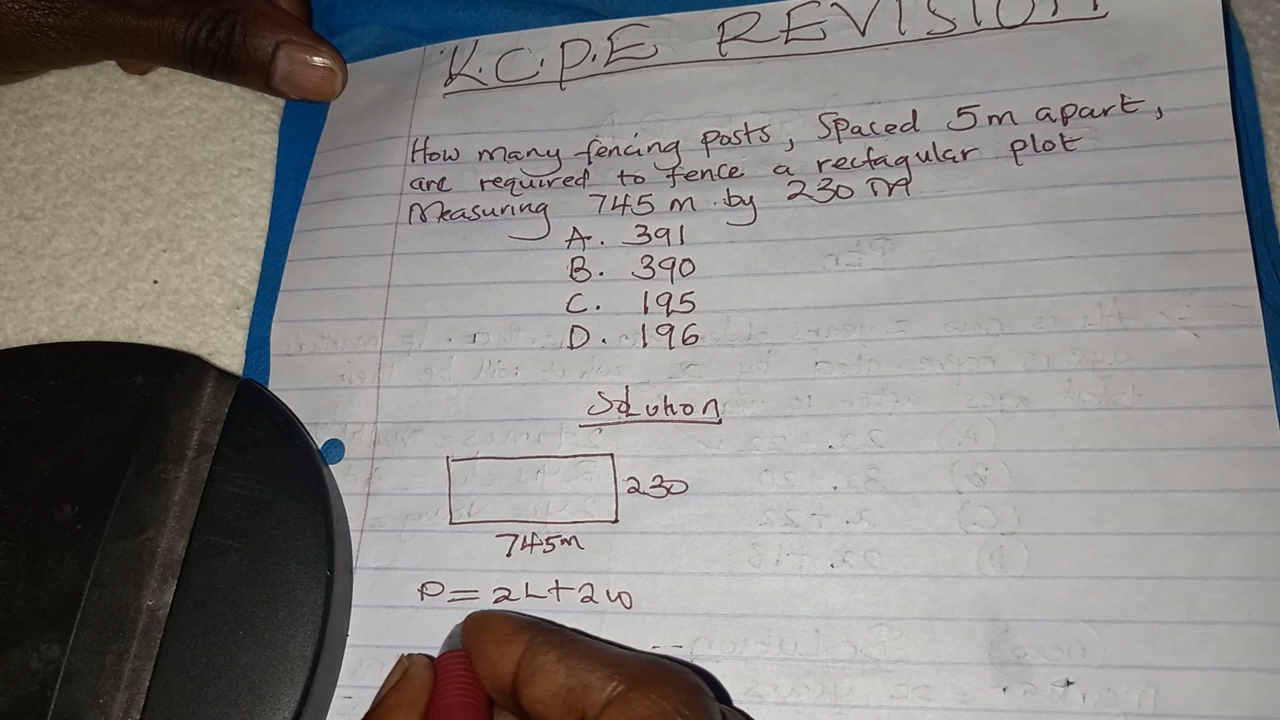 K.C.P.E REVISION
How many fencing posts, Spaced 5m apart,
are required to fence a rectagular plot
Measuring 745 m by 230 m
A. 391
B. 390
C. 195
D. 196
Solution
230
745m
P = 2L + 2W